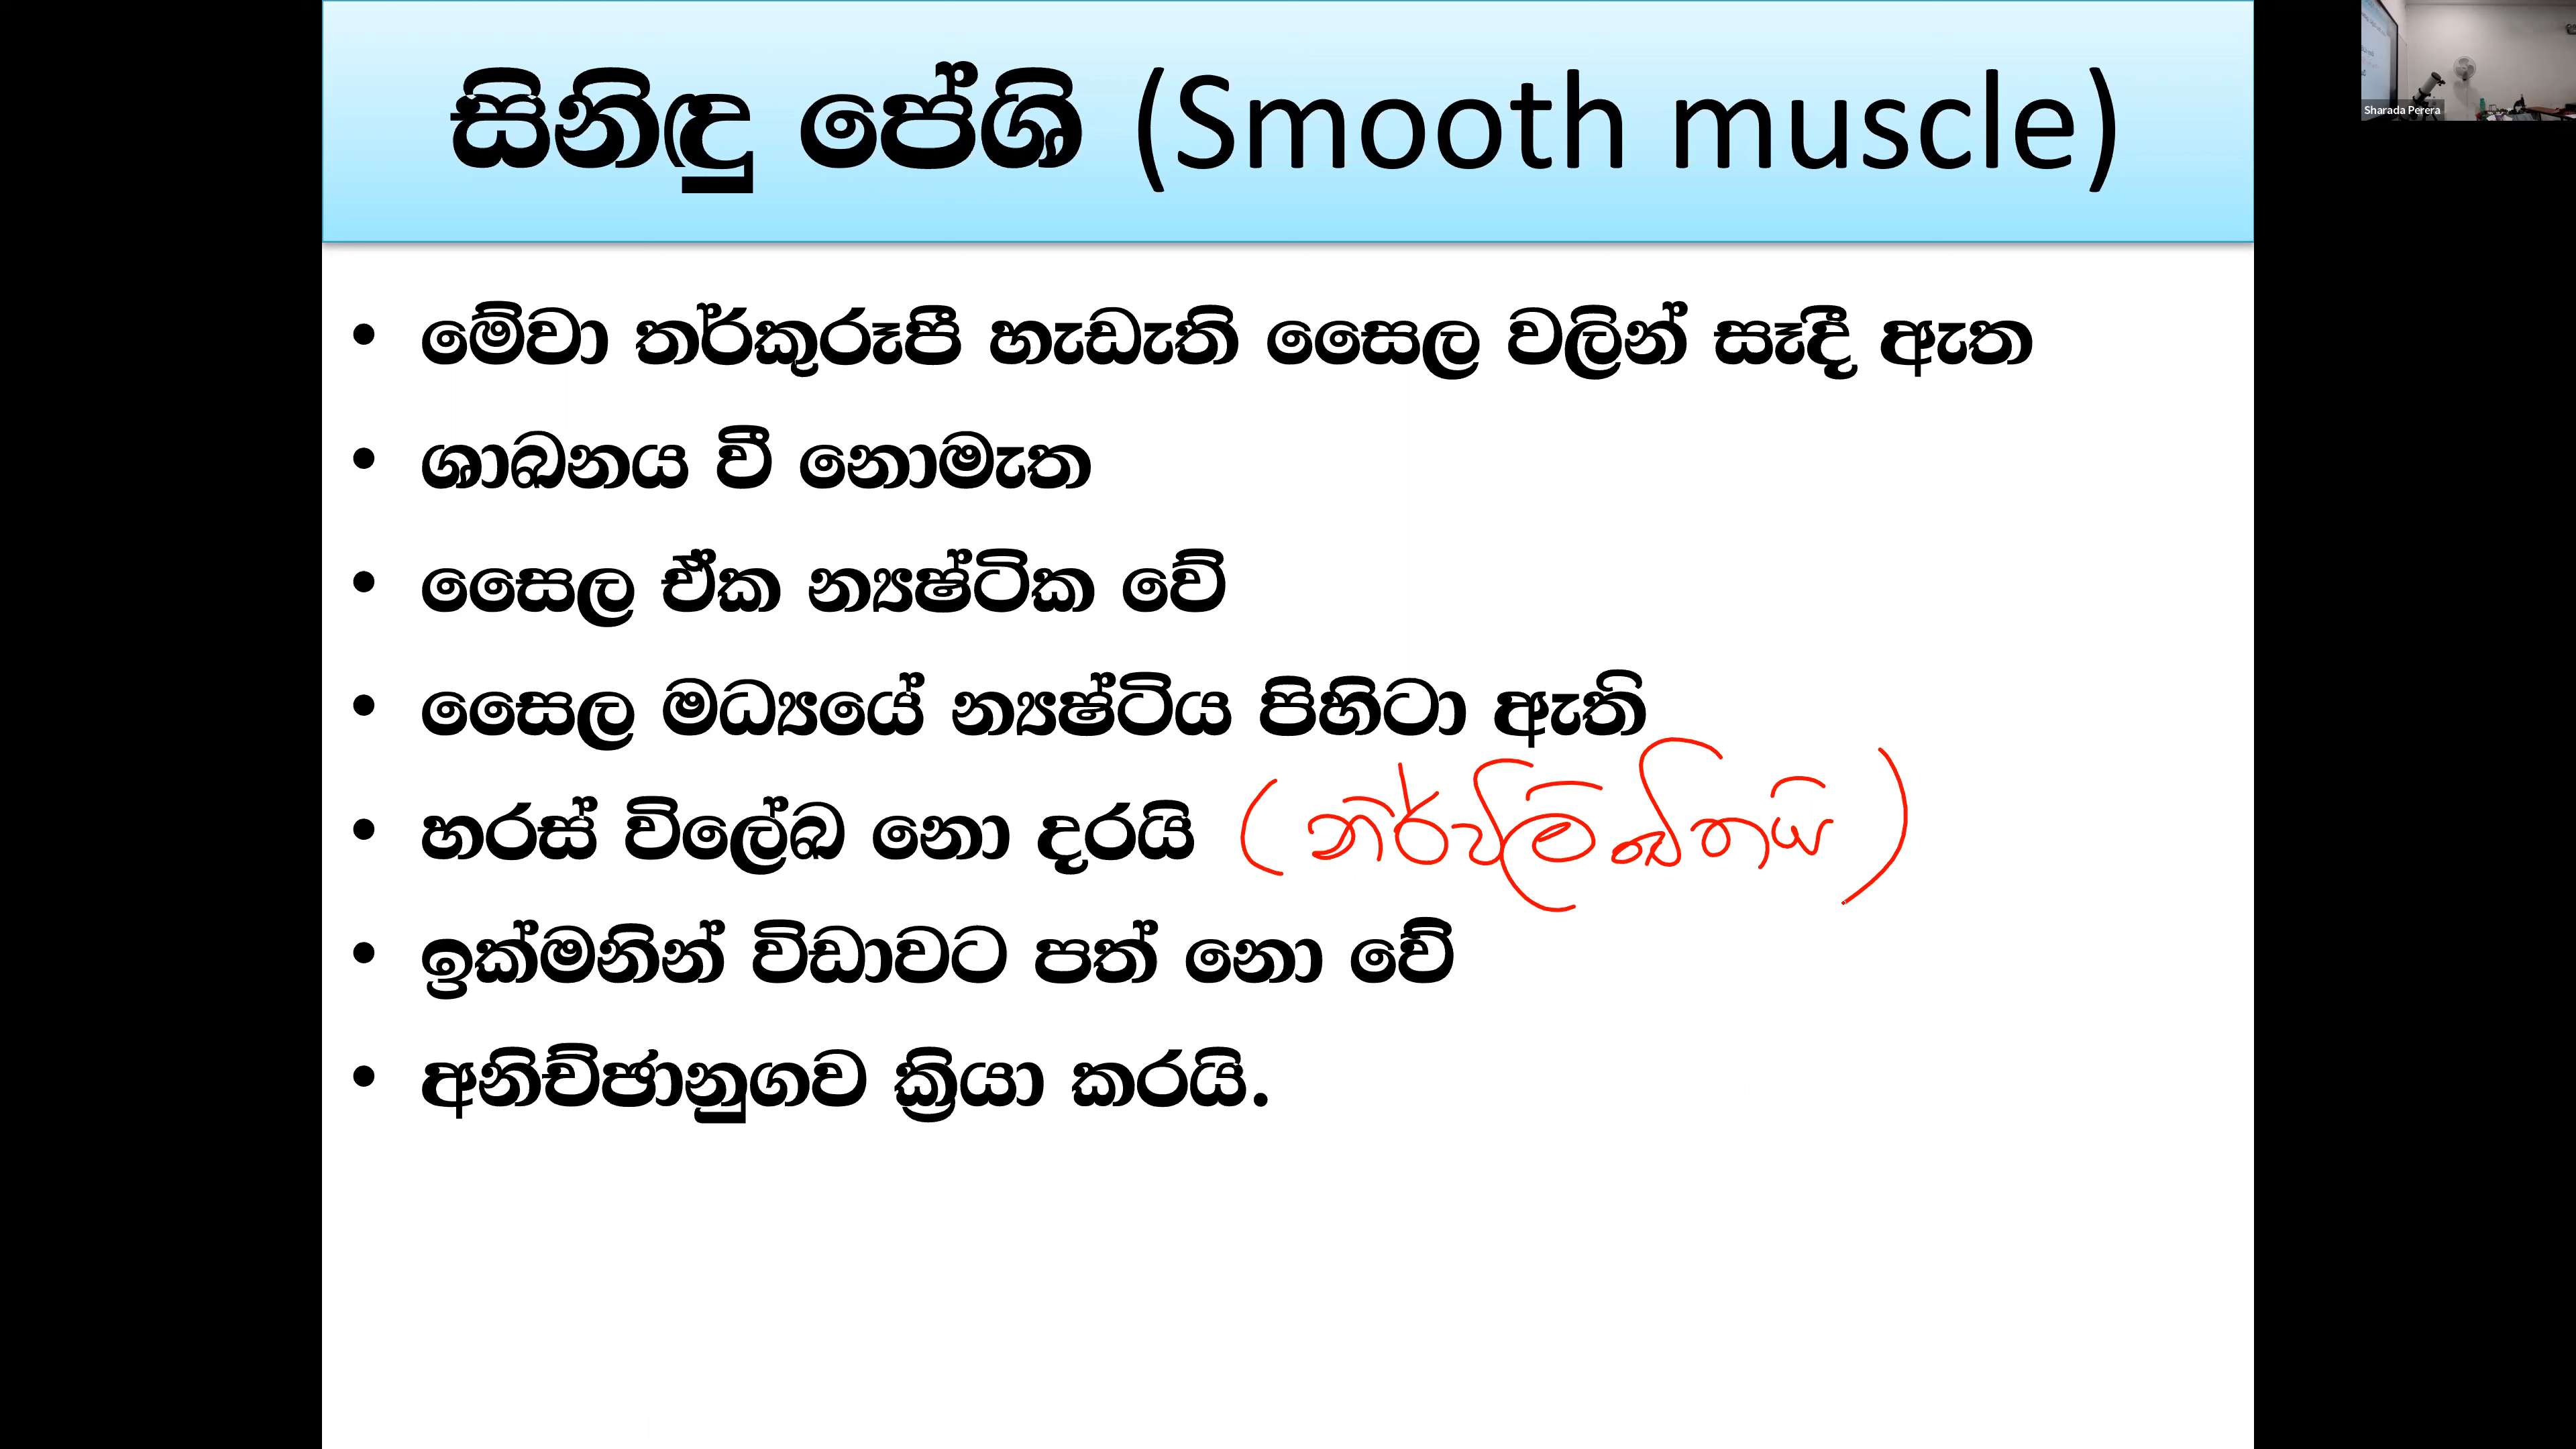 සිනිඳු පේශි (Smooth muscle)
Sharada Perera
• මේවා තර්කුරූපී හැඩැති සෛල වලින් සෑදී ඇත
• ශාඛනය වී නොමැත
• සෛල ඒක න්‍යෂ්ටික වේ
• සෛල මධ්‍යයේ න්‍යෂ්ටිය පිහිටා ඇති
• හරස් විලේඛ නො දරයි (නිර්විලිඛිතයි)
• ඉක්මනින් විඩාවට පත් නො වේ
• අනිච්ඡානුගව ක්‍රියා කරයි.